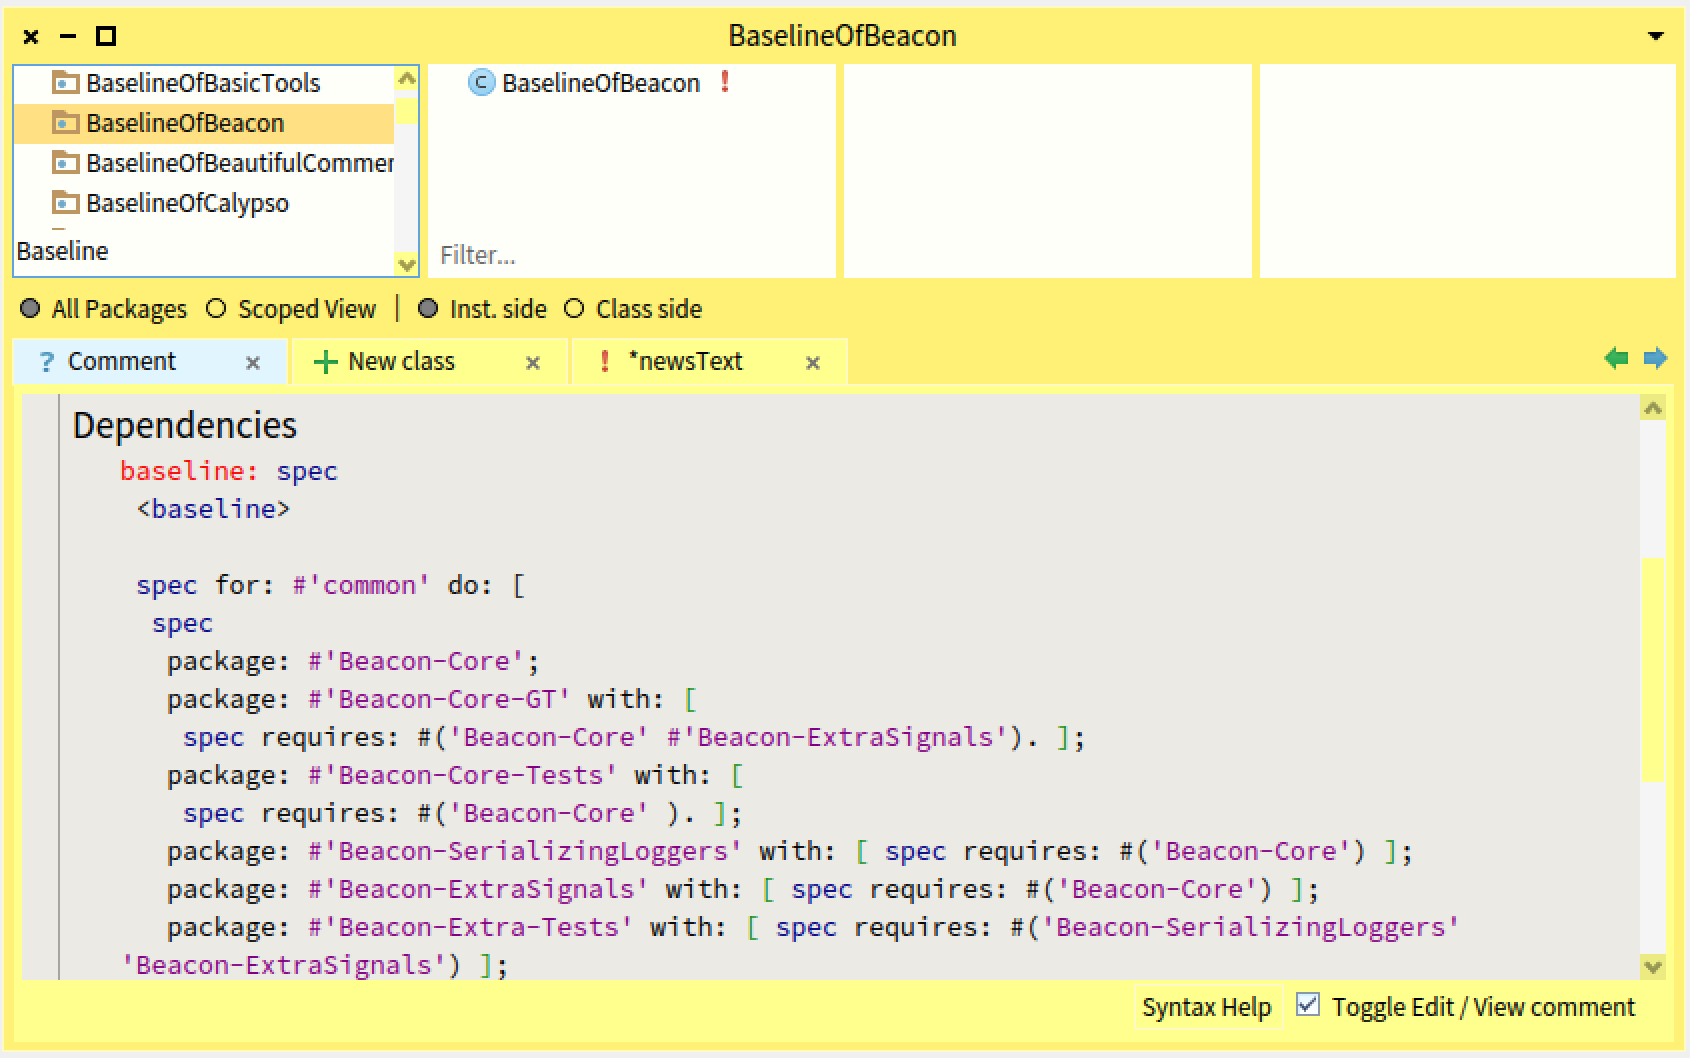 BaselineOfBeacon
BaselineOfBasicTools
BaselineOfBeacon
BaselineOfBeautifulCommen
BaselineOfCalypso
Baseline
C BaselineOfBeacon !
Filter...
All Packages Scoped View | Inst. side Class side
? Comment
New class
! *newsText
Dependencies
baseline: spec
<baseline>
spec for: #'common' do: [
spec
package: #'Beacon-Core';
package: #'Beacon-Core-GT' with: [
spec requires: #('Beacon-Core' #'Beacon-ExtraSignals'). ];
package: #'Beacon-Core-Tests' with: [
spec requires: #('Beacon-Core' ). ];
package: #'Beacon-SerializingLoggers' with: [ spec requires: #('Beacon-Core') ];
package: #'Beacon-ExtraSignals' with: [ spec requires: #('Beacon-Core') ];
package: #'Beacon-Extra-Tests' with: [ spec requires: #('Beacon-SerializingLoggers'
'Beacon-ExtraSignals') ];
Syntax Help Toggle Edit / View comment